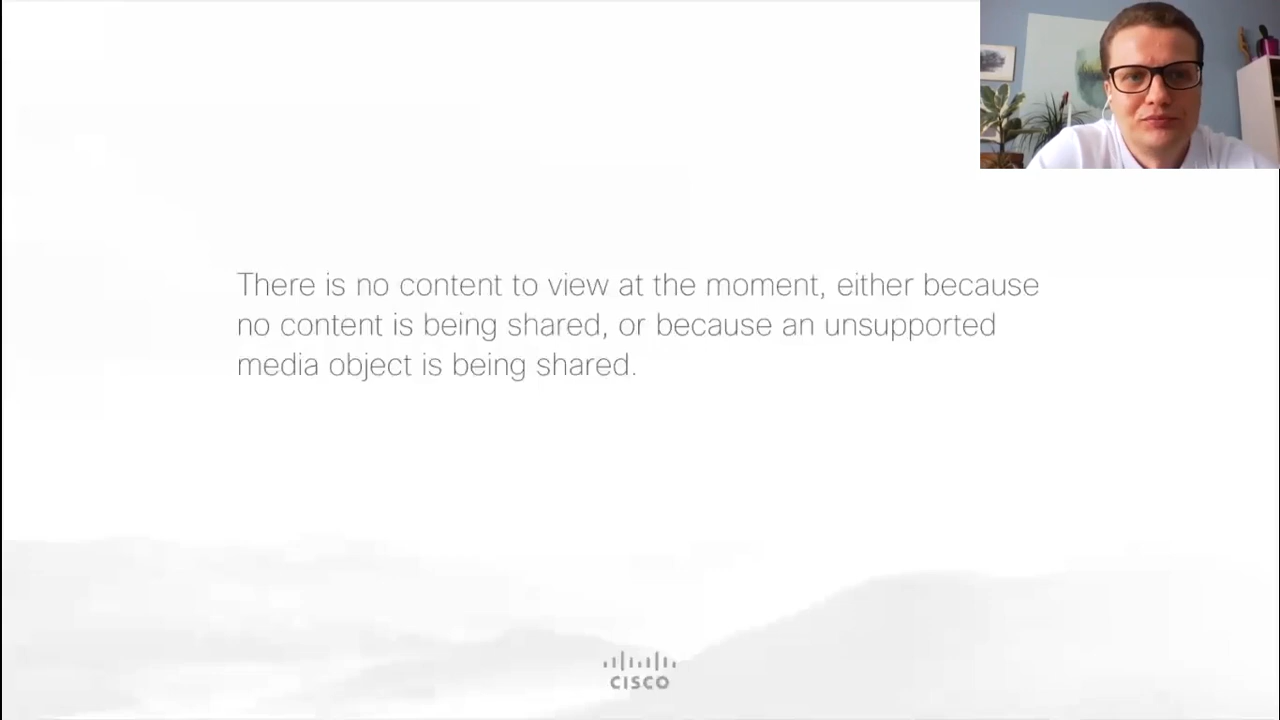 There is no content to view at the moment, either because
no content is being shared, or because an unsupported
media object is being shared.
CISCO